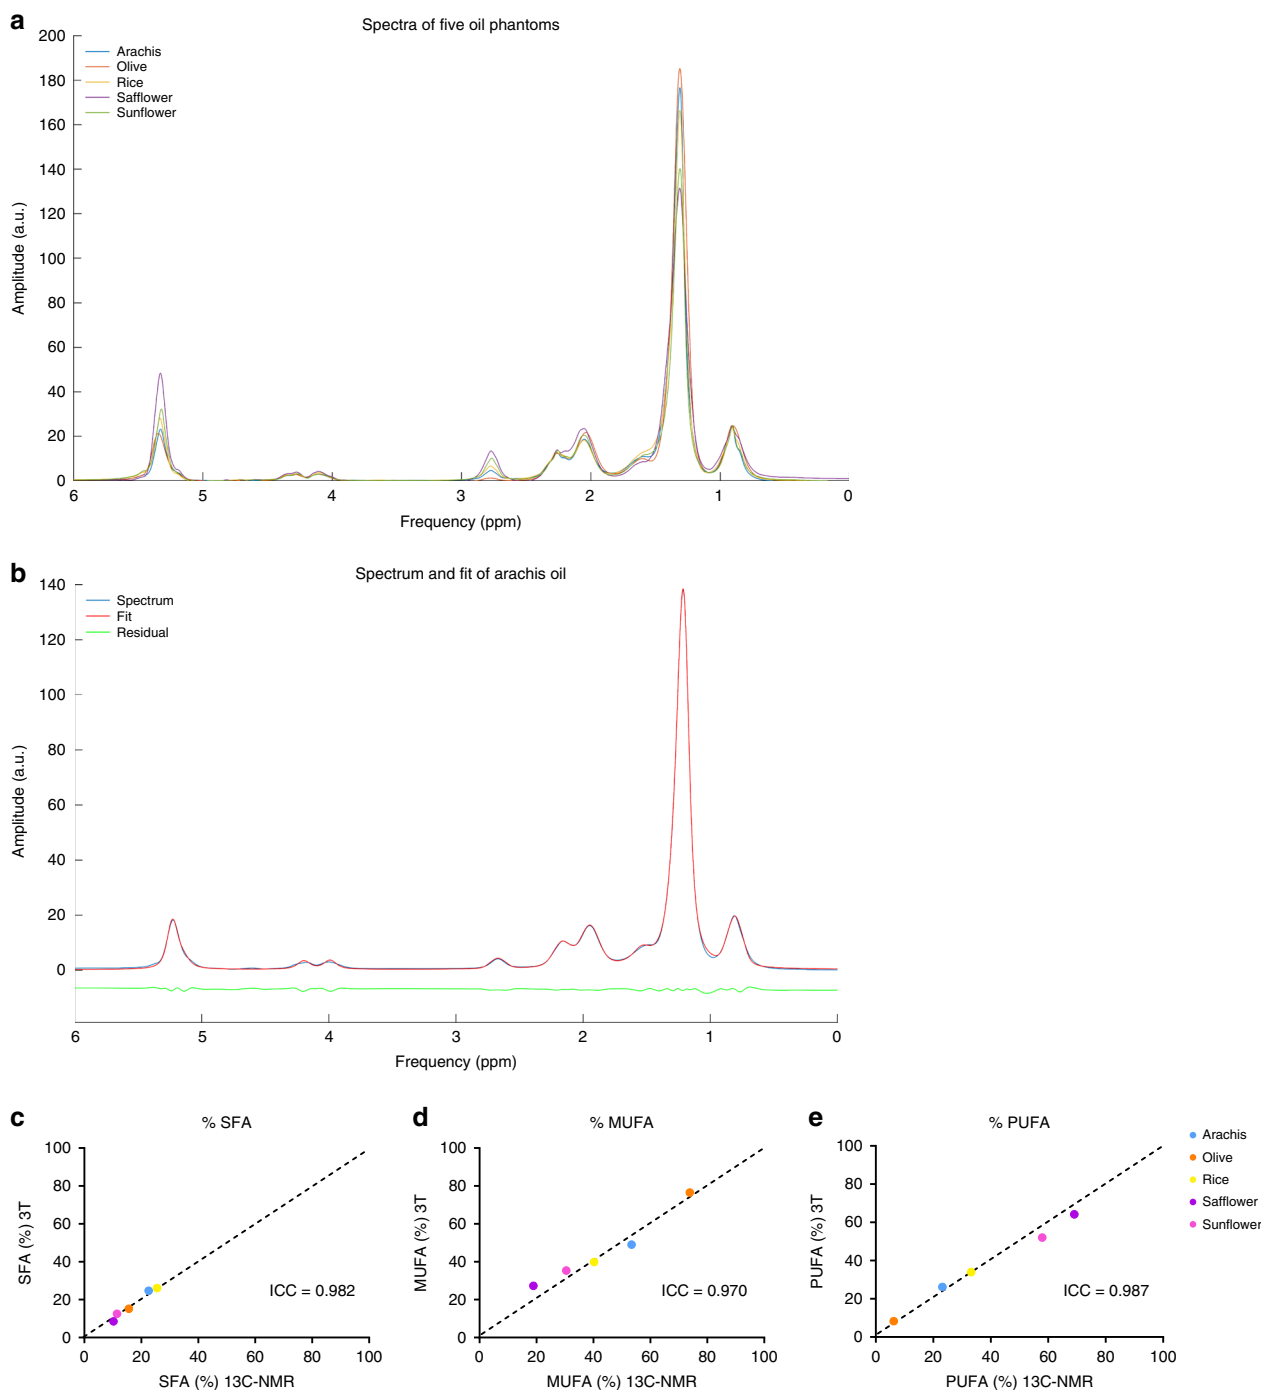 a
Spectra of five oil phantoms
Arachis
Olive
Rice
Safflower
Sunflower
200
180
160
140
120
100
80
60
40
20
0
Amplitude (a.u.)
6 5 4 3 2 1 0
Frequency (ppm)
b
Spectrum and fit of arachis oil
Spectrum
Fit
Residual
140
120
100
80
60
40
20
0
Amplitude (a.u.)
6 5 4 3 2 1 0
Frequency (ppm)
c
% SFA
100
80
60
40
20
0
SFA (%) 3T
ICC = 0.982
0 20 40 60 80 100
SFA (%) 13C-NMR
d
% MUFA
100
80
60
40
20
0
MUFA (%) 3T
ICC = 0.970
0 20 40 60 80 100
MUFA (%) 13C-NMR
e
% PUFA
100
80
60
40
20
0
PUFA (%) 3T
ICC = 0.987
0 20 40 60 80 100
PUFA (%) 13C-NMR
Arachis
Olive
Rice
Safflower
Sunflower